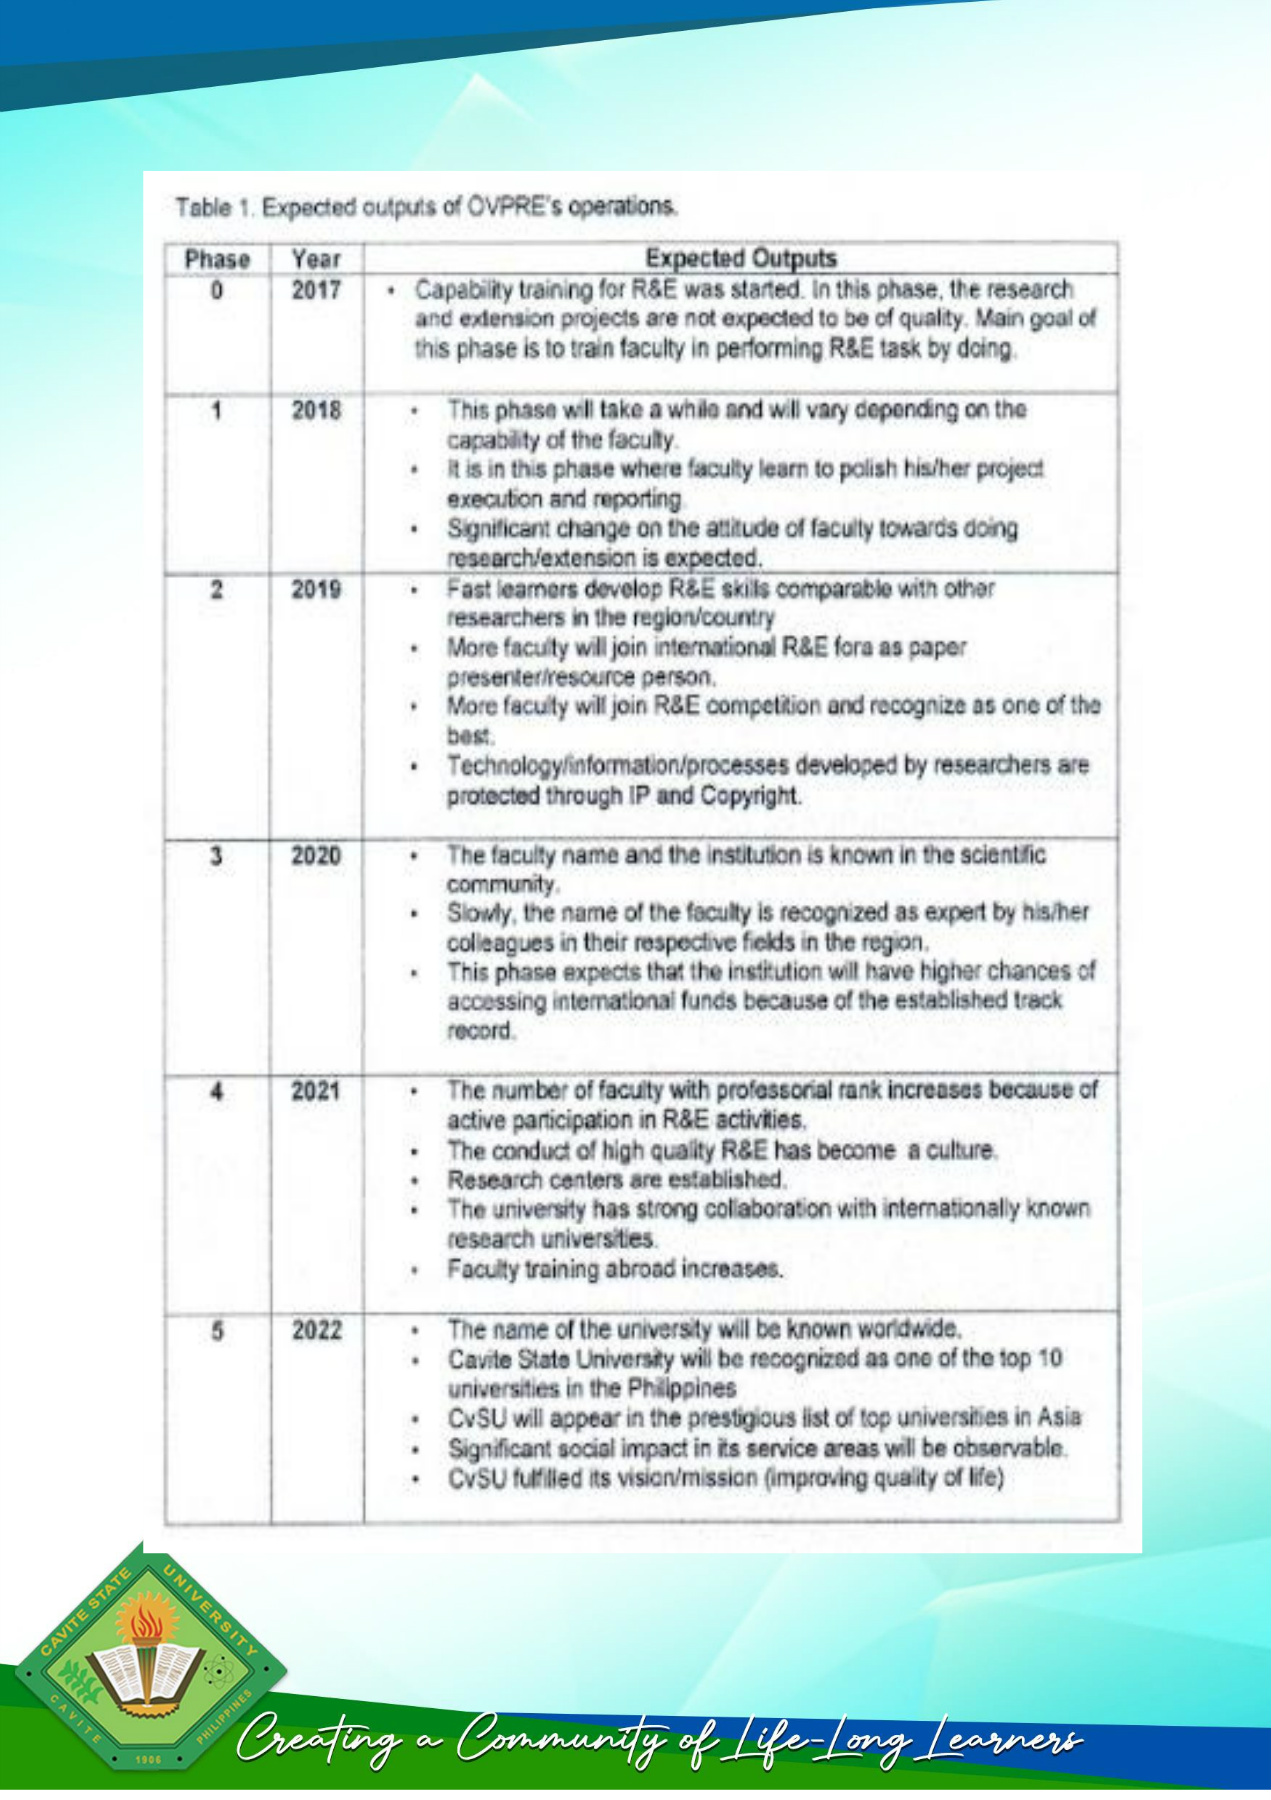 Table 1. Expected outputs of OVPRE's operations.
Phase Year Expected Outputs
0 2017 • Capability training for R&E was started. In this phase, the research
and extension projects are not expected to be of quality. Main goal of
this phase is to train faculty in performing R&E task by doing.
1 2018 • This phase will take a while and will vary depending on the
capability of the faculty.
• It is in this phase where faculty learn to polish his/her project
execution and reporting.
• Significant change on the attitude of faculty towards doing
research/extension is expected.
2 2019 • Fast learners develop R&E skills comparable with other
researchers in the region/country
• More faculty will join international R&E fora as paper
presenter/resource person.
• More faculty will join R&E competition and recognize as one of the
best.
• Technology/information/processes developed by researchers are
protected through IP and Copyright.
3 2020 • The faculty name and the institution is known in the scientific
community.
• Slowly, the name of the faculty is recognized as expert by his/her
colleagues in their respective fields in the region.
• This phase expects that the institution will have higher chances of
accessing international funds because of the established track
record.
4 2021 • The number of faculty with professorial rank increases because of
active participation in R&E activities.
• The conduct of high quality R&E has become a culture.
• Research centers are established.
• The university has strong collaboration with internationally known
research universities.
• Faculty training abroad increases.
5 2022 • The name of the university will be known worldwide.
• Cavite State University will be recognized as one of the top 10
universities in the Philippines
• CvSU will appear in the prestigious list of top universities in Asia
• Significant social impact in its service areas will be observable.
• CvSU fulfilled its vision/mission (improving quality of life)
CAVITE STATE UNIVERSITY
CAVITE PHILIPPINES
1906
Creating a Community of Life-Long Learners